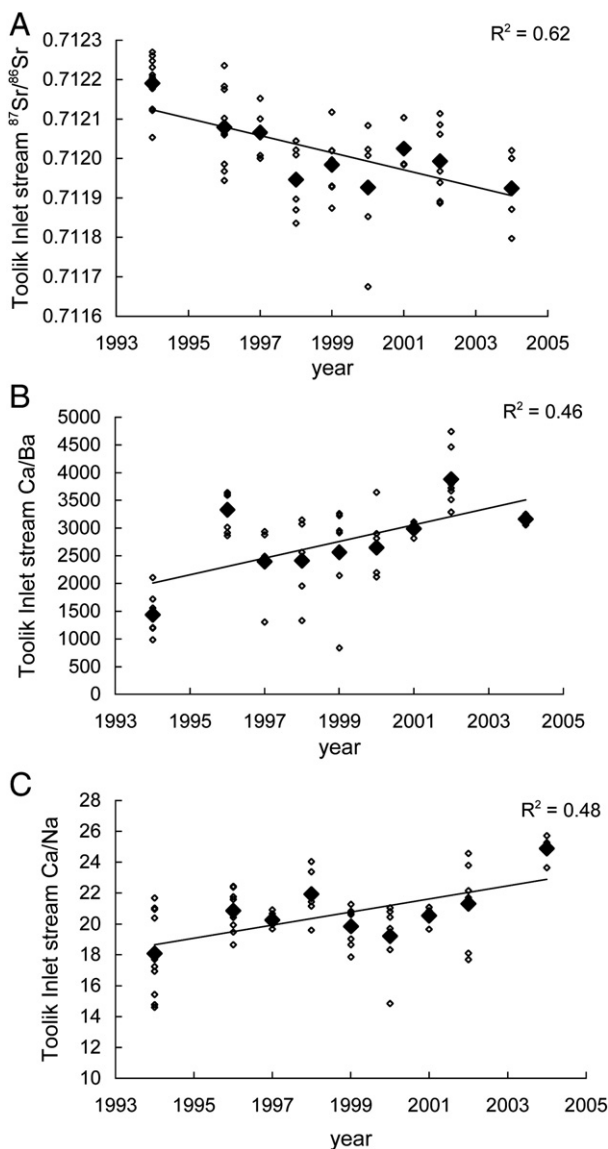 A
R² = 0.62
Toolik Inlet stream ⁸⁷Sr/⁸⁶Sr
0.7123
0.7122
0.7121
0.7120
0.7119
0.7118
0.7117
0.7116
1993 1995 1997 1999 2001 2003 2005
year
B
R² = 0.46
Toolik Inlet stream Ca/Ba
5000
4500
4000
3500
3000
2500
2000
1500
1000
500
0
1993 1995 1997 1999 2001 2003 2005
year
C
R² = 0.48
Toolik Inlet stream Ca/Na
28
26
24
22
20
18
16
14
12
10
1993 1995 1997 1999 2001 2003 2005
year